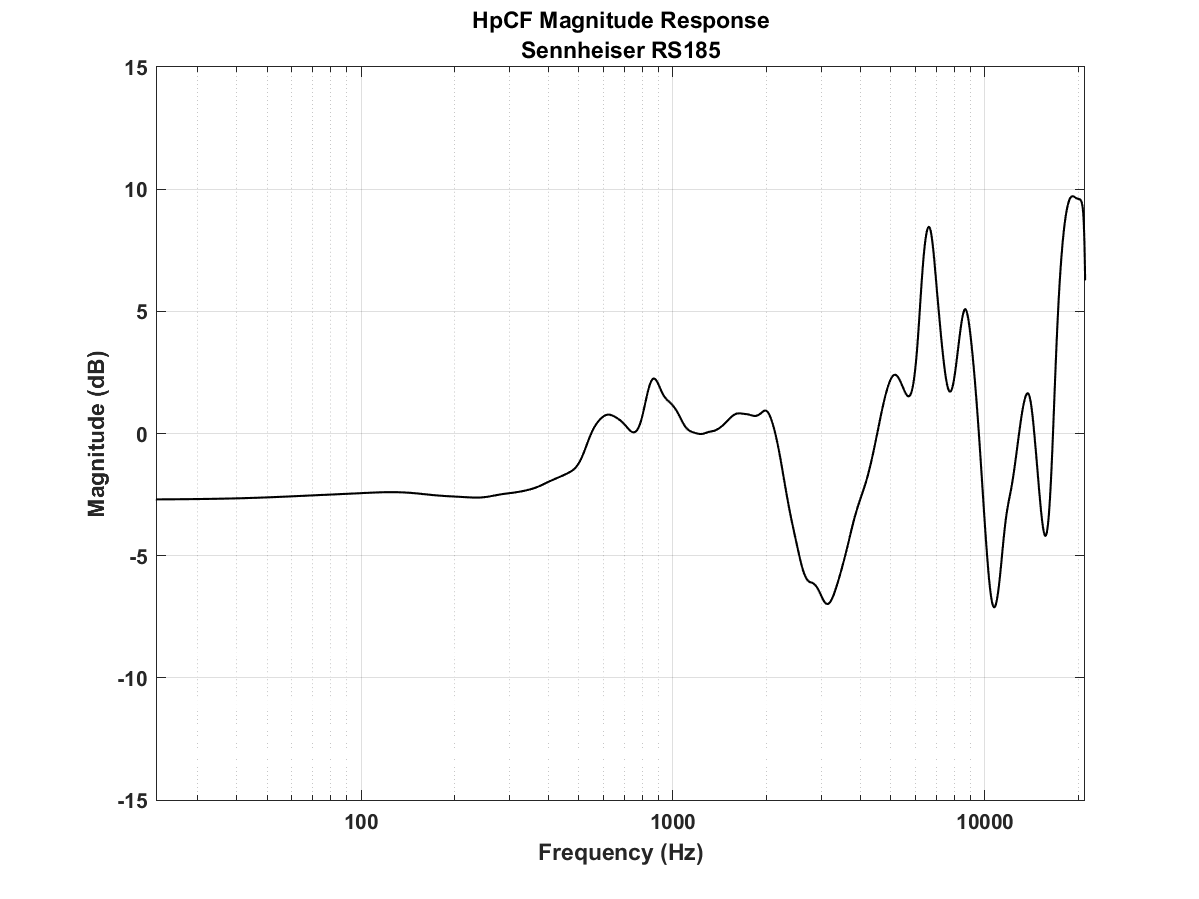 HpCF Magnitude Response
Sennheiser RS185
15
10
5
0
-5
-10
-15
Magnitude (dB)
100
1000
10000
Frequency (Hz)